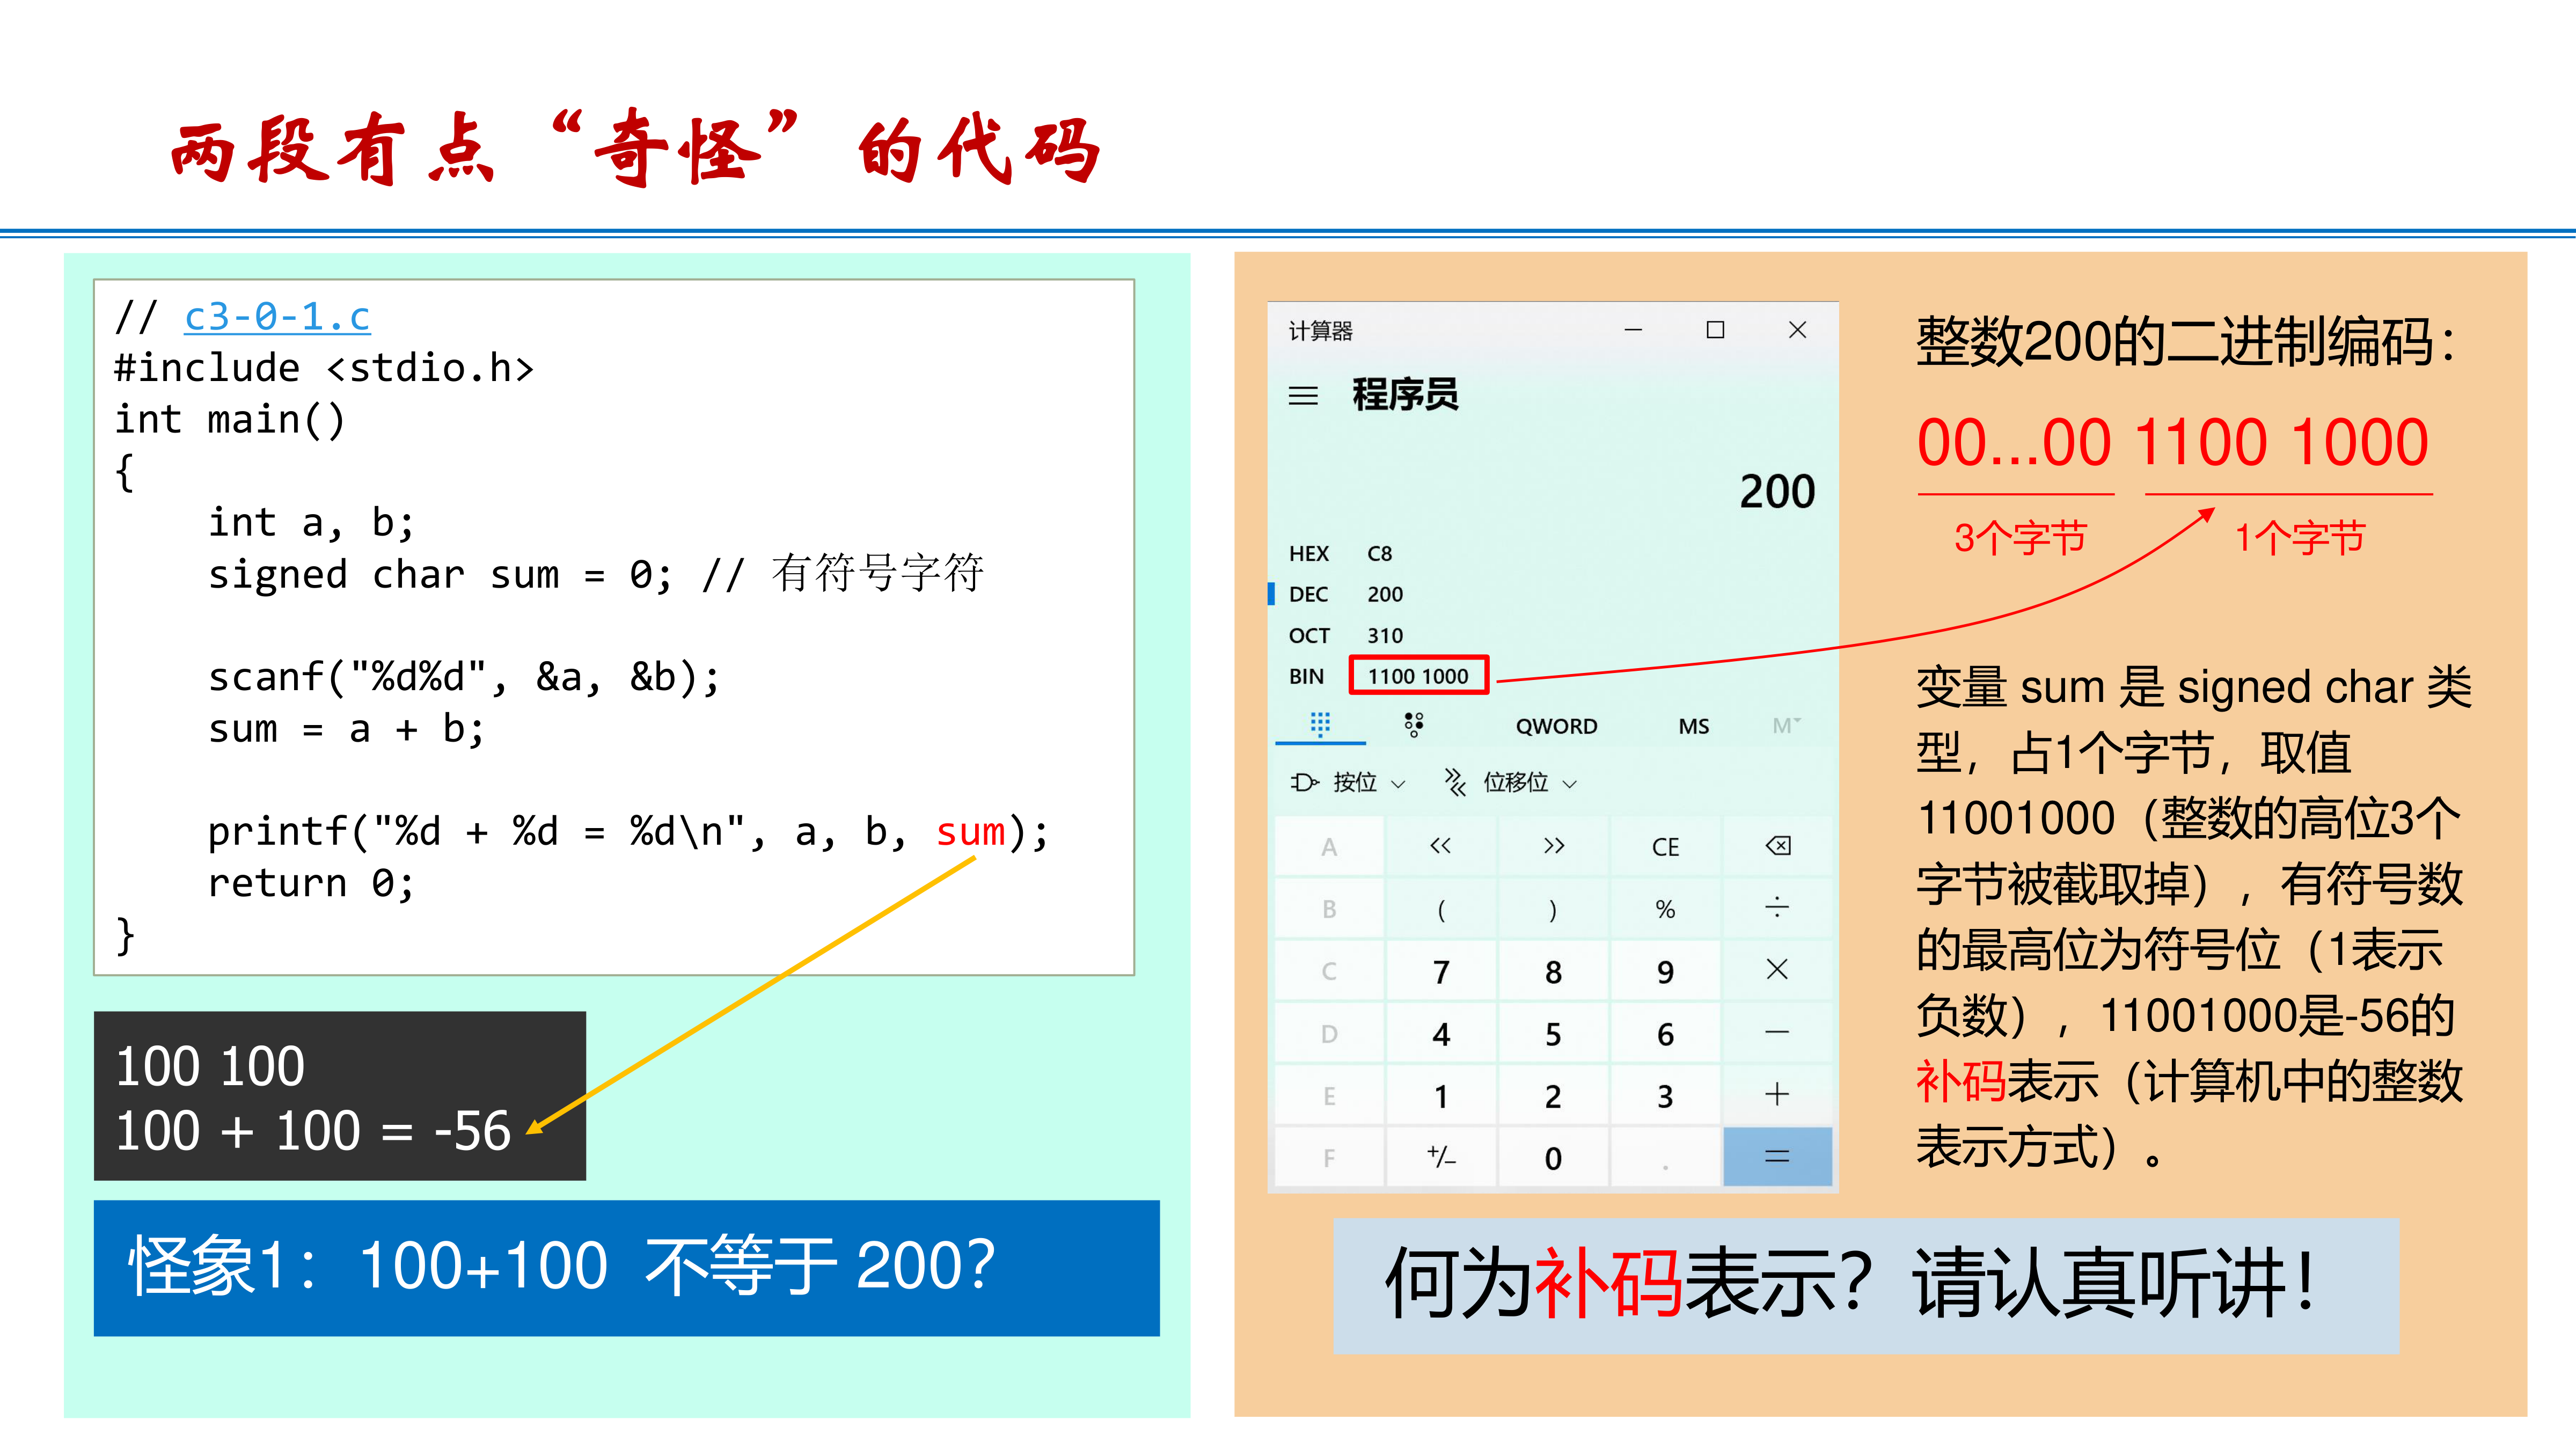 两段有点“奇怪”的代码
// c3-0-1.c
#include <stdio.h>
int main()
{
    int a, b;
    signed char sum = 0; // 有符号字符
    scanf("%d%d", &a, &b);
    sum = a + b;
    printf("%d + %d = %d\n", a, b, sum);
    return 0;
}
100 100
100 + 100 = -56
怪象1：100+100 不等于 200？
计算器
程序员
200
HEX C8
DEC 200
OCT 310
BIN 1100 1000
QWORD MS M
按位 位移位
A << >> CE
B ( ) % ÷
C 7 8 9 ×
D 4 5 6 −
E 1 2 3 +
F +/− 0 . =
整数200的二进制编码：
00...00 1100 1000
3个字节 1个字节
变量 sum 是 signed char 类
型，占1个字节，取值
11001000（整数的高位3个
字节被截取掉），有符号数
的最高位为符号位（1表示
负数），11001000是-56的
补码表示（计算机中的整数
表示方式）。
何为补码表示？请认真听讲！